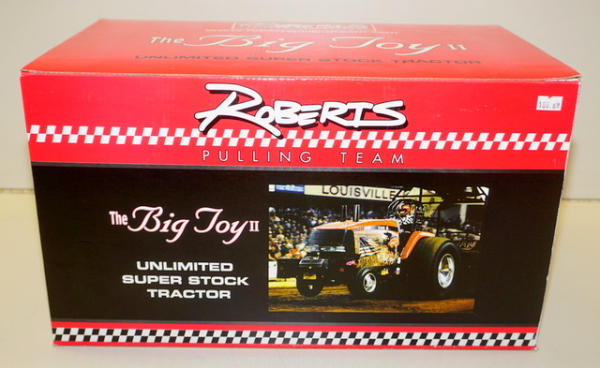 The Big Toy II
UNLIMITED SUPER STOCK TRACTOR
ROBERTS
PULLING TEAM
LOUISVILLE
The Big Toy II
UNLIMITED
SUPER STOCK
TRACTOR